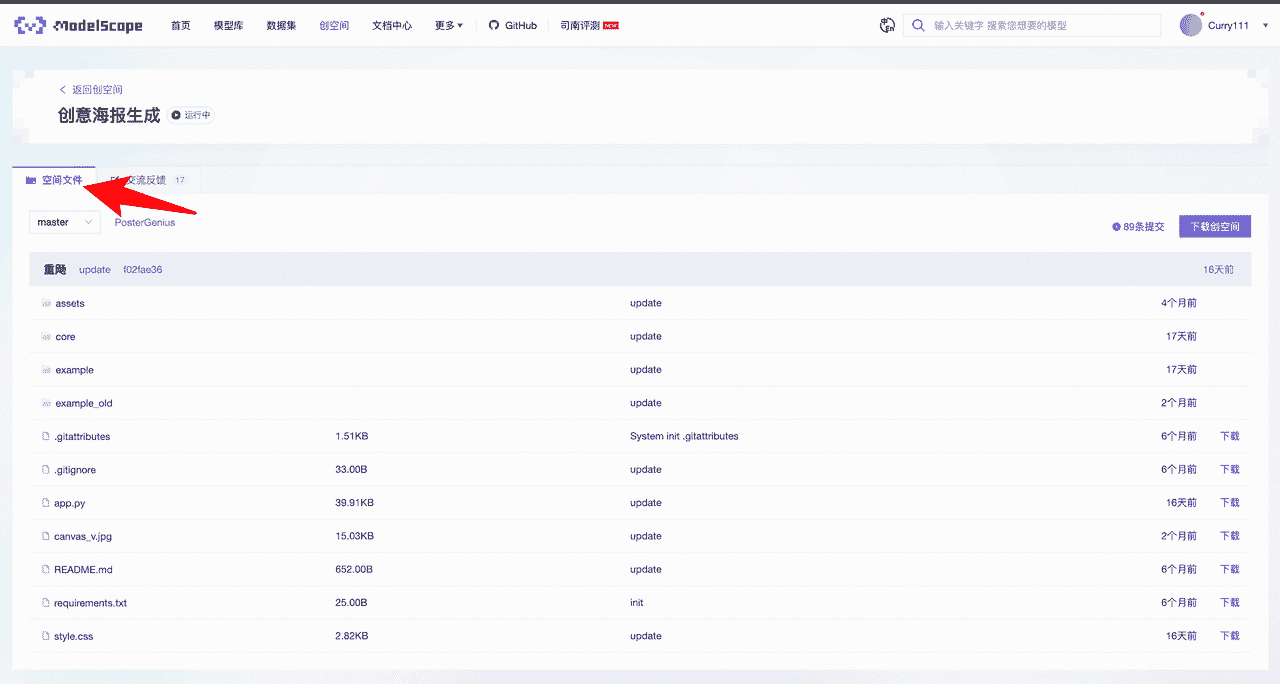 ModelScope 首页 模型库 数据集 创空间 文档中心 更多 GitHub 司南评测 NEW 输入关键字 搜索您想要的模型 Curry111
返回创空间
创意海报生成 运行中
空间文件 交流反馈 17
master PosterGenius 89条提交 下载创空间
重飏 update f02fae36 16天前
assets update 4个月前
core update 17天前
example update 17天前
example_old update 2个月前
.gitattributes 1.51KB System init .gitattributes 6个月前 下载
.gitignore 33.00B update 6个月前 下载
app.py 39.91KB update 16天前 下载
canvas_v.jpg 15.03KB update 2个月前 下载
README.md 652.00B update 6个月前 下载
requirements.txt 25.00B init 6个月前 下载
style.css 2.82KB update 16天前 下载